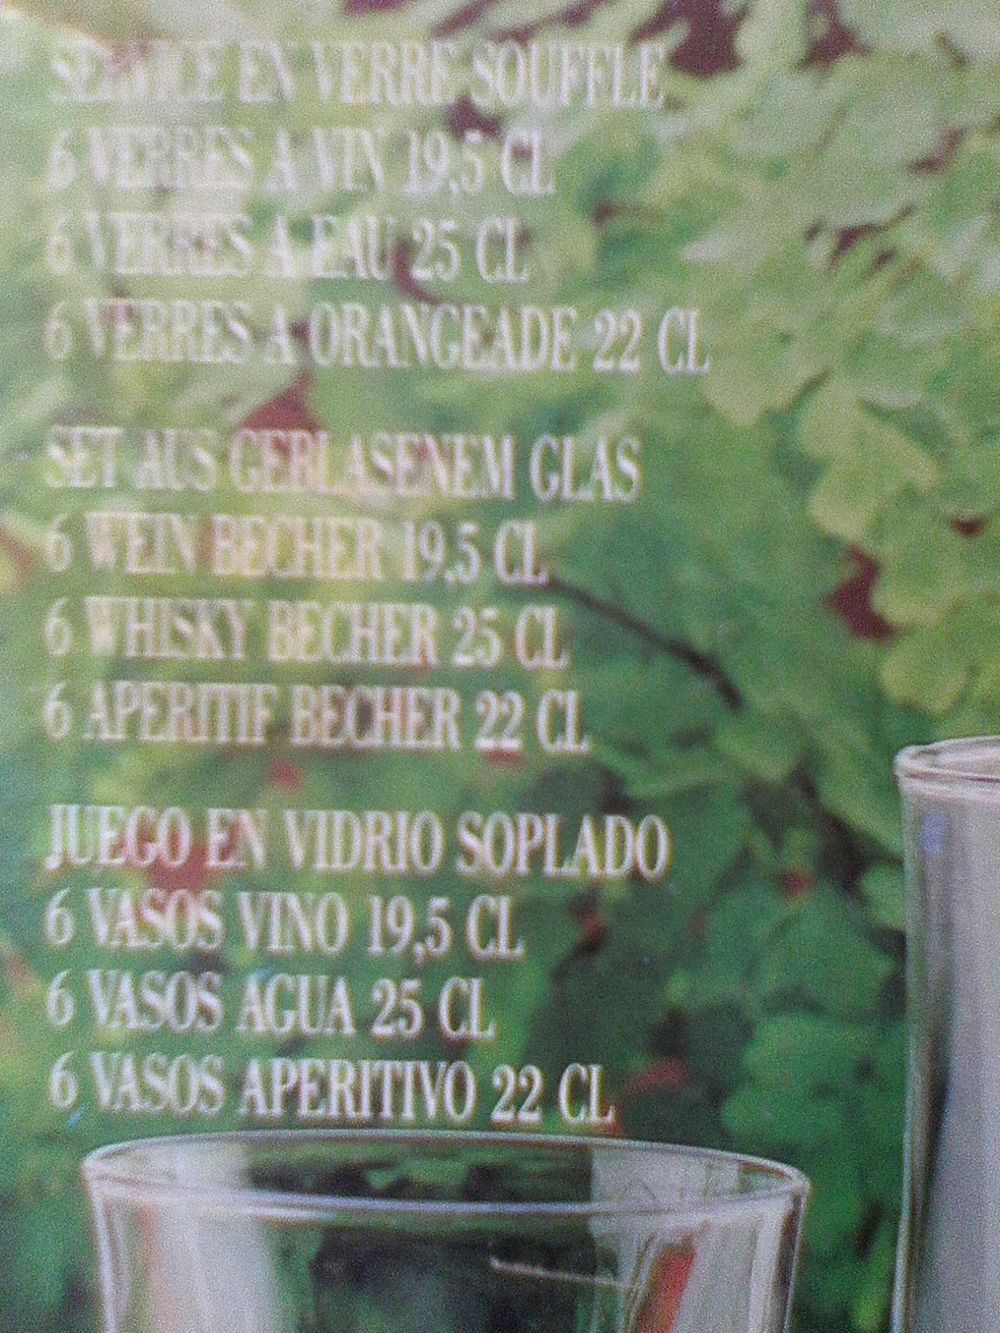 SERVICE EN VERRE SOUFFLE
6 VERRES A VIN 19,5 CL
6 VERRES A EAU 25 CL
6 VERRES A ORANGEADE 22 CL
SET AUS GEBLASENEM GLAS
6 WEIN BECHER 19,5 CL
6 WHISKY BECHER 25 CL
6 APERITIF BECHER 22 CL
JUEGO EN VIDRIO SOPLADO
6 VASOS VINO 19,5 CL
6 VASOS AGUA 25 CL
6 VASOS APERITIVO 22 CL